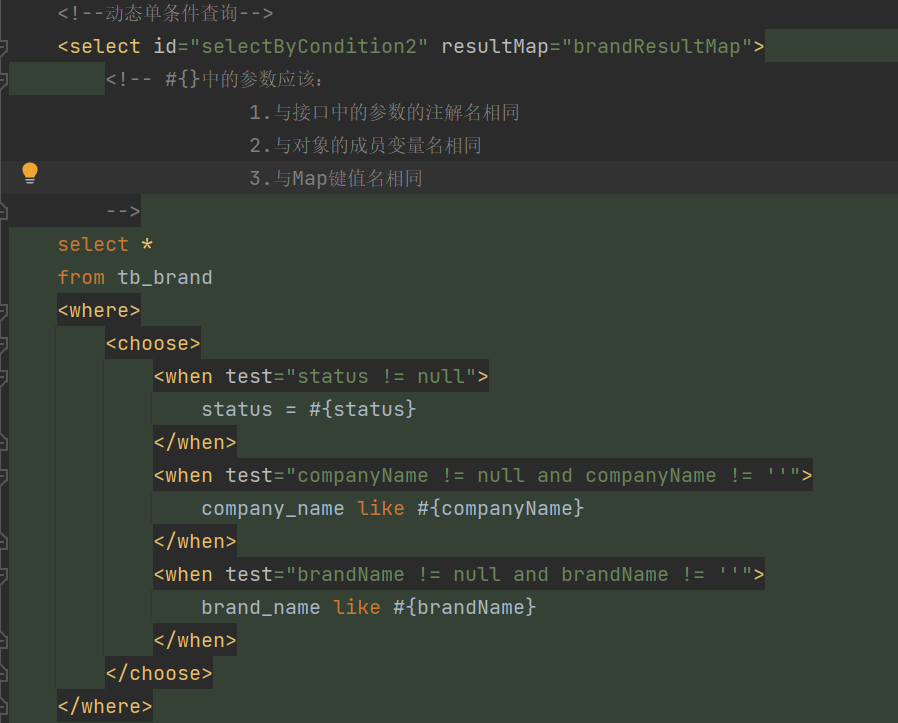 <!--动态单条件查询-->
<select id="selectByCondition2" resultMap="brandResultMap">
<!-- #{}中的参数应该:
1.与接口中的参数的注解名相同
2.与对象的成员变量名相同
3.与Map键值名相同
-->
select *
from tb_brand
<where>
<choose>
<when test="status != null">
status = #{status}
</when>
<when test="companyName != null and companyName != ''">
company_name like #{companyName}
</when>
<when test="brandName != null and brandName != ''">
brand_name like #{brandName}
</when>
</choose>
</where>